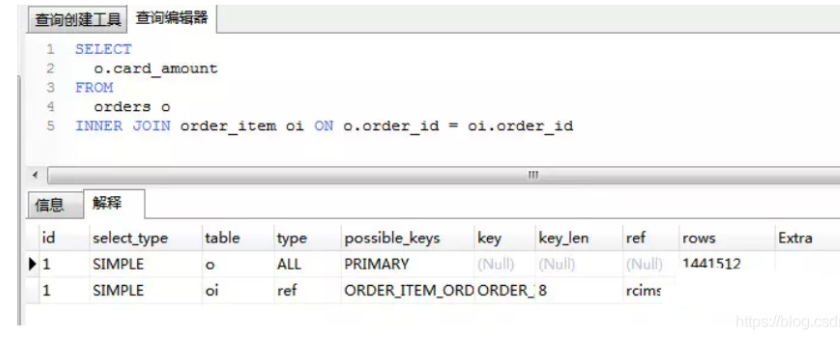 查询创建工具 查询编辑器
1 SELECT
2 o.card_amount
3 FROM
4 orders o
5 INNER JOIN order_item oi ON o.order_id = oi.order_id
信息 解释
id select_type table type possible_keys key key_len ref rows Extra
1 SIMPLE o ALL PRIMARY (Null) (Null) (Null) 1441512
1 SIMPLE oi ref ORDER_ITEM_ORD ORDER_ 8 rcims
https://blog.csd